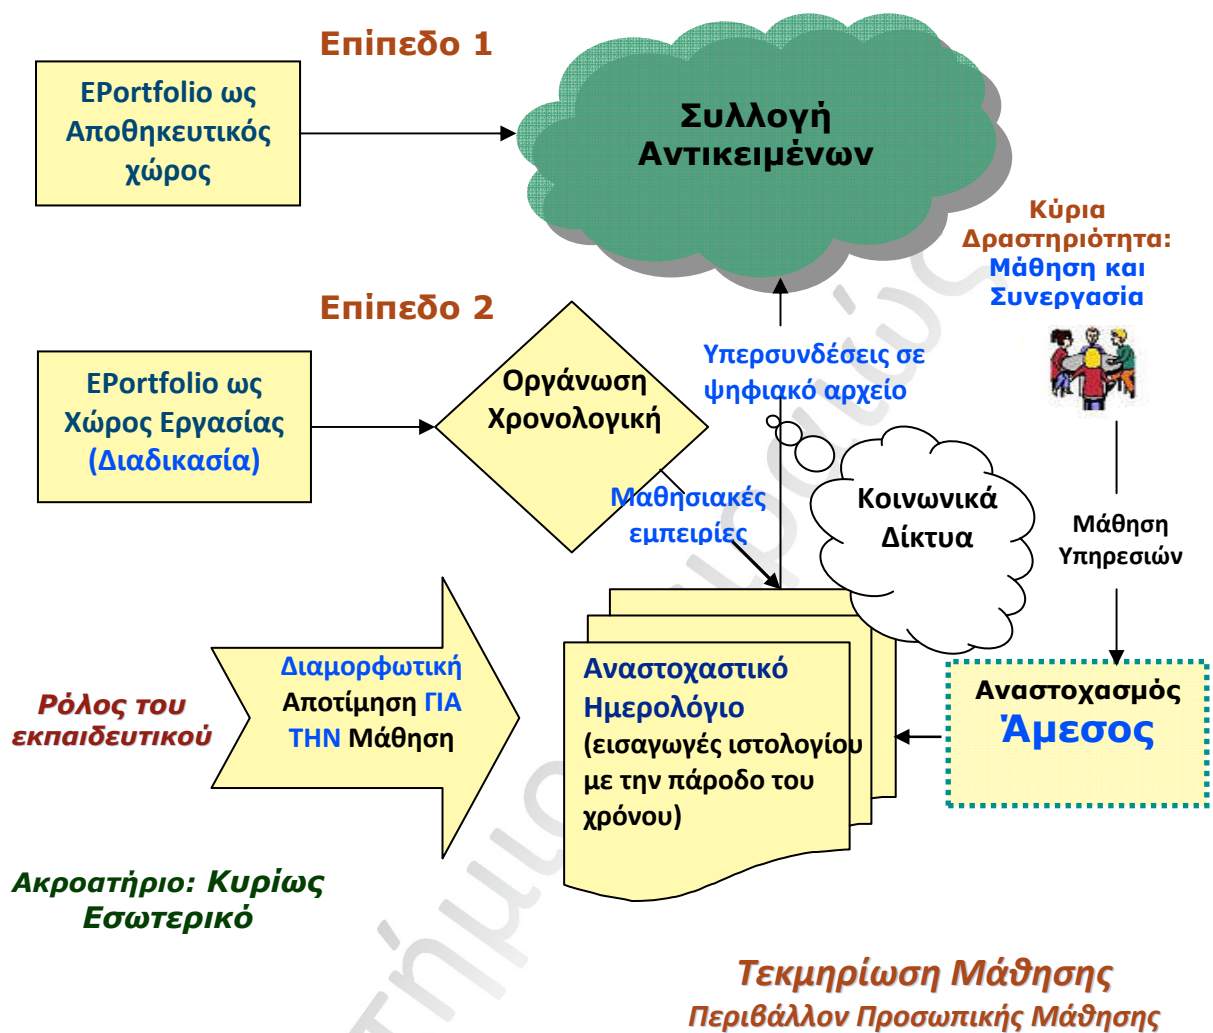 Επίπεδο 1
EPortfolio ως
Αποθηκευτικός
χώρος
Συλλογή
Αντικειμένων
Κύρια
Δραστηριότητα:
Μάθηση και
Συνεργασία
Επίπεδο 2
EPortfolio ως
Χώρος Εργασίας
(Διαδικασία)
Οργάνωση
Χρονολογική
Υπερσυνδέσεις σε
ψηφιακό αρχείο
Μαθησιακές
εμπειρίες
Κοινωνικά
Δίκτυα
Μάθηση
Υπηρεσιών
Ρόλος του
εκπαιδευτικού
Διαμορφωτική
Αποτίμηση ΓΙΑ
ΤΗΝ Μάθηση
Αναστοχαστικό
Ημερολόγιο
(εισαγωγές ιστολογίου
με την πάροδο του
χρόνου)
Αναστοχασμός
Άμεσος
Ακροατήριο: Κυρίως
Εσωτερικό
Τεκμηρίωση Μάθησης
Περιβάλλον Προσωπικής Μάθησης